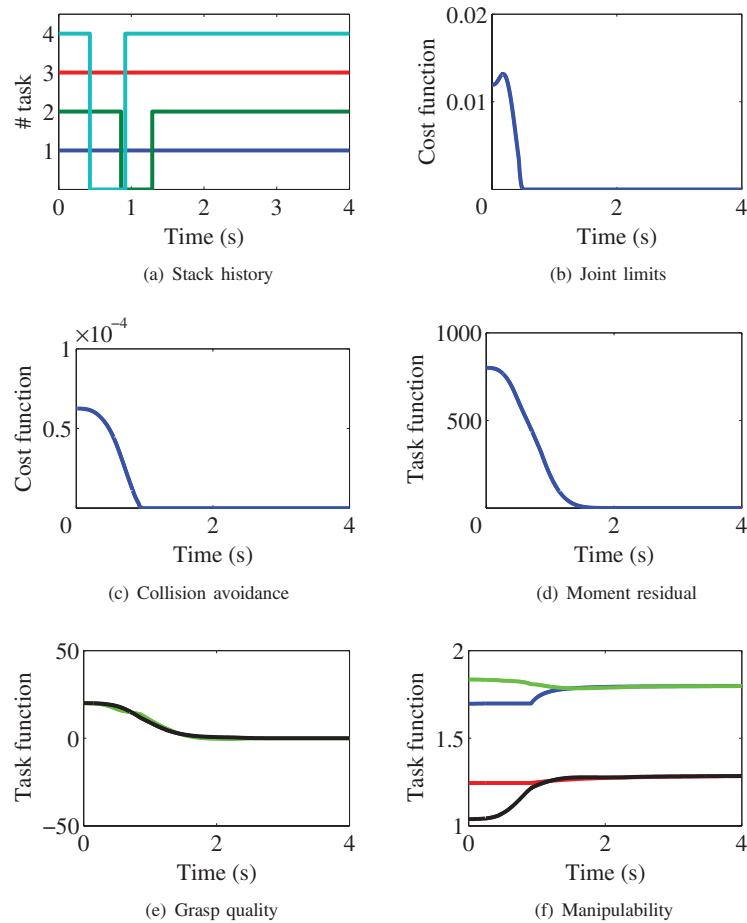 4
3
2
1
# task
0 1 2 3 4
Time (s)
(a) Stack history
0.02
0.01
Cost function
0 2 4
Time (s)
(b) Joint limits
×10⁻⁴
1
0.5
Cost function
0 2 4
Time (s)
(c) Collision avoidance
1000
500
Task function
0 2 4
Time (s)
(d) Moment residual
50
0
−50
Task function
0 1 2 3 4
Time (s)
(e) Grasp quality
2
1.5
1
Task function
0 2 4
Time (s)
(f) Manipulability